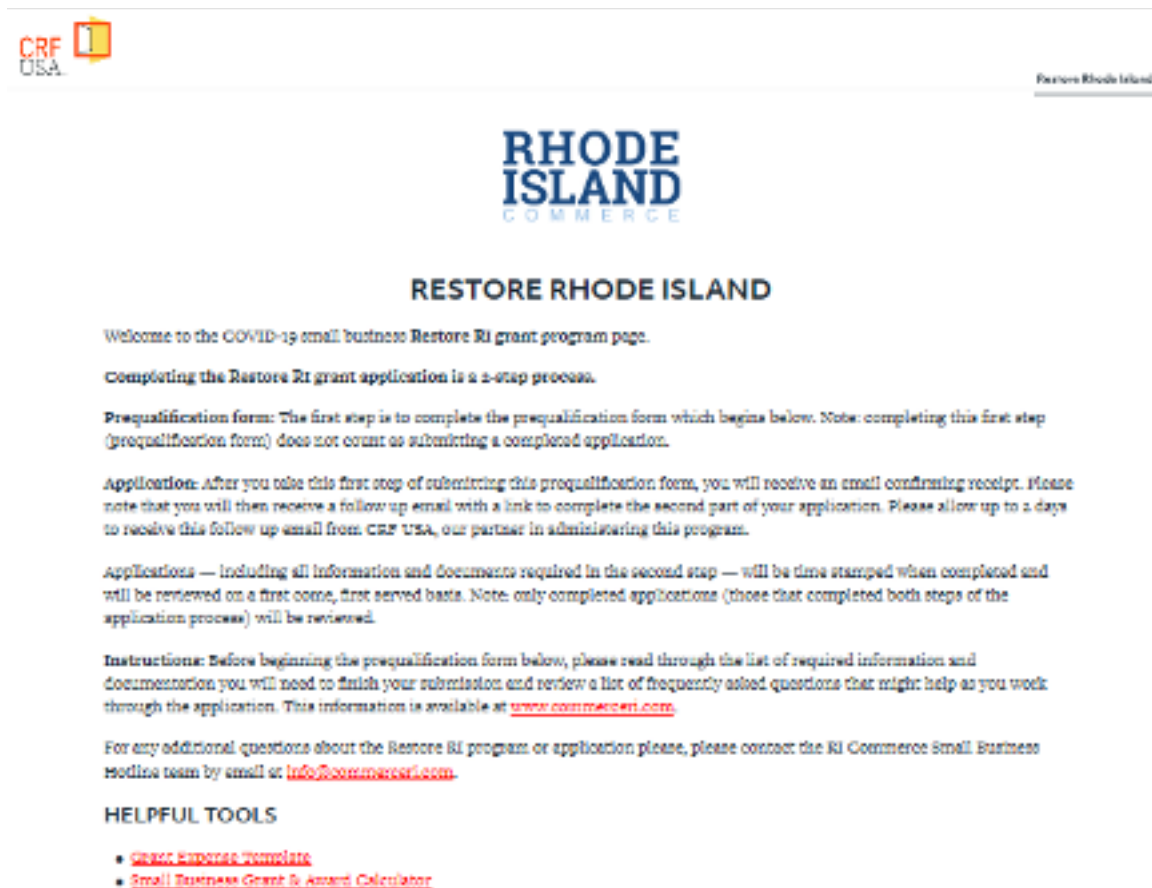 CRF
USA
Restore Rhode Island
RHODE
ISLAND
COMMERCE
RESTORE RHODE ISLAND
Welcome to the COVID-19 small business Restore RI grant program page.
Completing the Restore RI grant application is a 2-step process.
Prequalification form: The first step is to complete the prequalification form which begins below. Note: completing this first step
(prequalification form) does not count as submitting a completed application.
Application: After you take this first step of submitting this prequalification form, you will receive an email confirming receipt. Please
note that you will then receive a follow up email with a link to complete the second part of your application. Please allow up to 2 days
to receive this follow up email from CRF USA, our partner in administering this program.
Applications — including all information and documents required in the second step — will be time stamped when completed and
will be reviewed on a first come, first served basis. Note: only completed applications (those that completed both steps of the
application process) will be reviewed.
Instructions: Before beginning the prequalification form below, please read through the list of required information and
documentation you will need to finish your submission and review a list of frequently asked questions that might help as you work
through the application. This information is available at www.commerceri.com.
For any additional questions about the Restore RI program or application please, please contact the RI Commerce Small Business
Hotline team by email at info@commerceri.com.
HELPFUL TOOLS
• Grant Expense Template
• Small Business Grant & Award Calculator